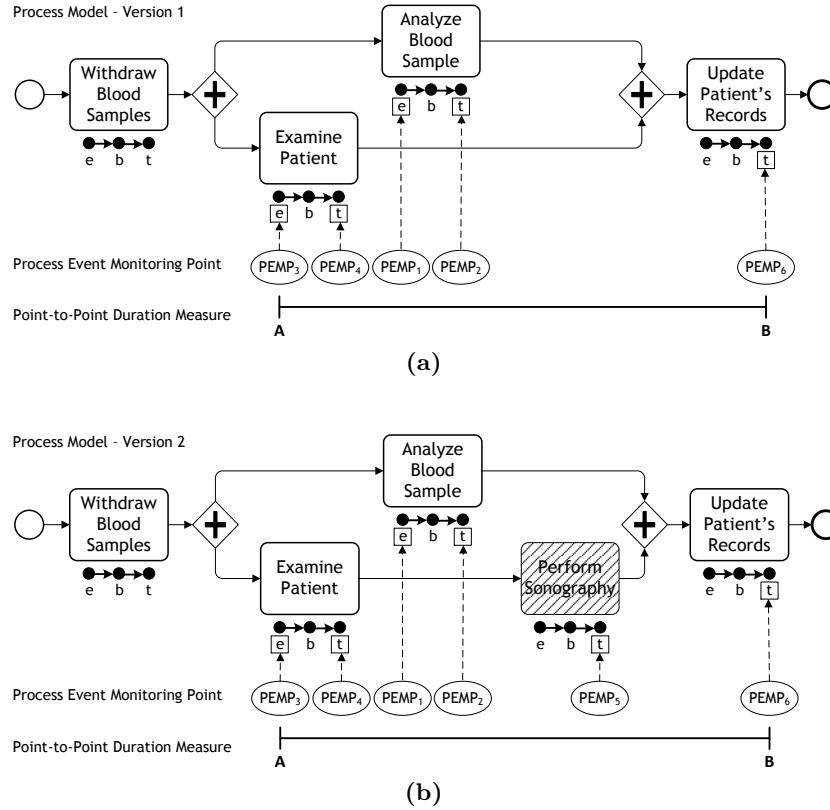 Process Model - Version 1
Withdraw
Blood
Samples
Analyze
Blood
Sample
Examine
Patient
Update
Patient's
Records
e b t
e b t
e b t
e b t
Process Event Monitoring Point
PEMP3 PEMP4 PEMP1 PEMP2 PEMP6
Point-to-Point Duration Measure
A B
(a)
Process Model - Version 2
Withdraw
Blood
Samples
Analyze
Blood
Sample
Examine
Patient
Perform
Sonography
Update
Patient's
Records
e b t
e b t
e b t
e b t
e b t
Process Event Monitoring Point
PEMP3 PEMP4 PEMP1 PEMP2 PEMP5 PEMP6
Point-to-Point Duration Measure
A B
(b)